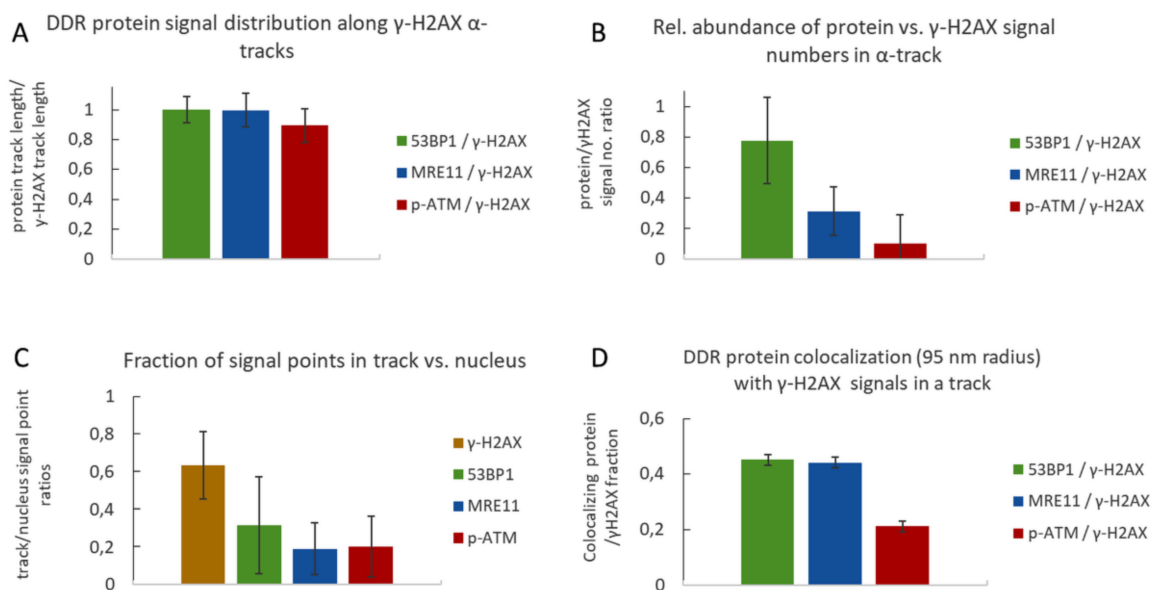 A
DDR protein signal distribution along γ-H2AX α-
tracks
protein track length/
γ-H2AX track length
1
0,8
0,6
0,4
0,2
0
53BP1 / γ-H2AX
MRE11 / γ-H2AX
p-ATM / γ-H2AX
B
Rel. abundance of protein vs. γ-H2AX signal
numbers in α-track
protein/γH2AX
signal no. ratio
1
0,8
0,6
0,4
0,2
0
53BP1 / γ-H2AX
MRE11 / γ-H2AX
p-ATM / γ-H2AX
C
Fraction of signal points in track vs. nucleus
track/nucleus signal point
ratios
1
0,8
0,6
0,4
0,2
0
γ-H2AX
53BP1
MRE11
p-ATM
D
DDR protein colocalization (95 nm radius)
with γ-H2AX signals in a track
Colocalizing protein
/γH2AX fraction
0,6
0,4
0,2
0
53BP1 / γ-H2AX
MRE11 / γ-H2AX
p-ATM / γ-H2AX